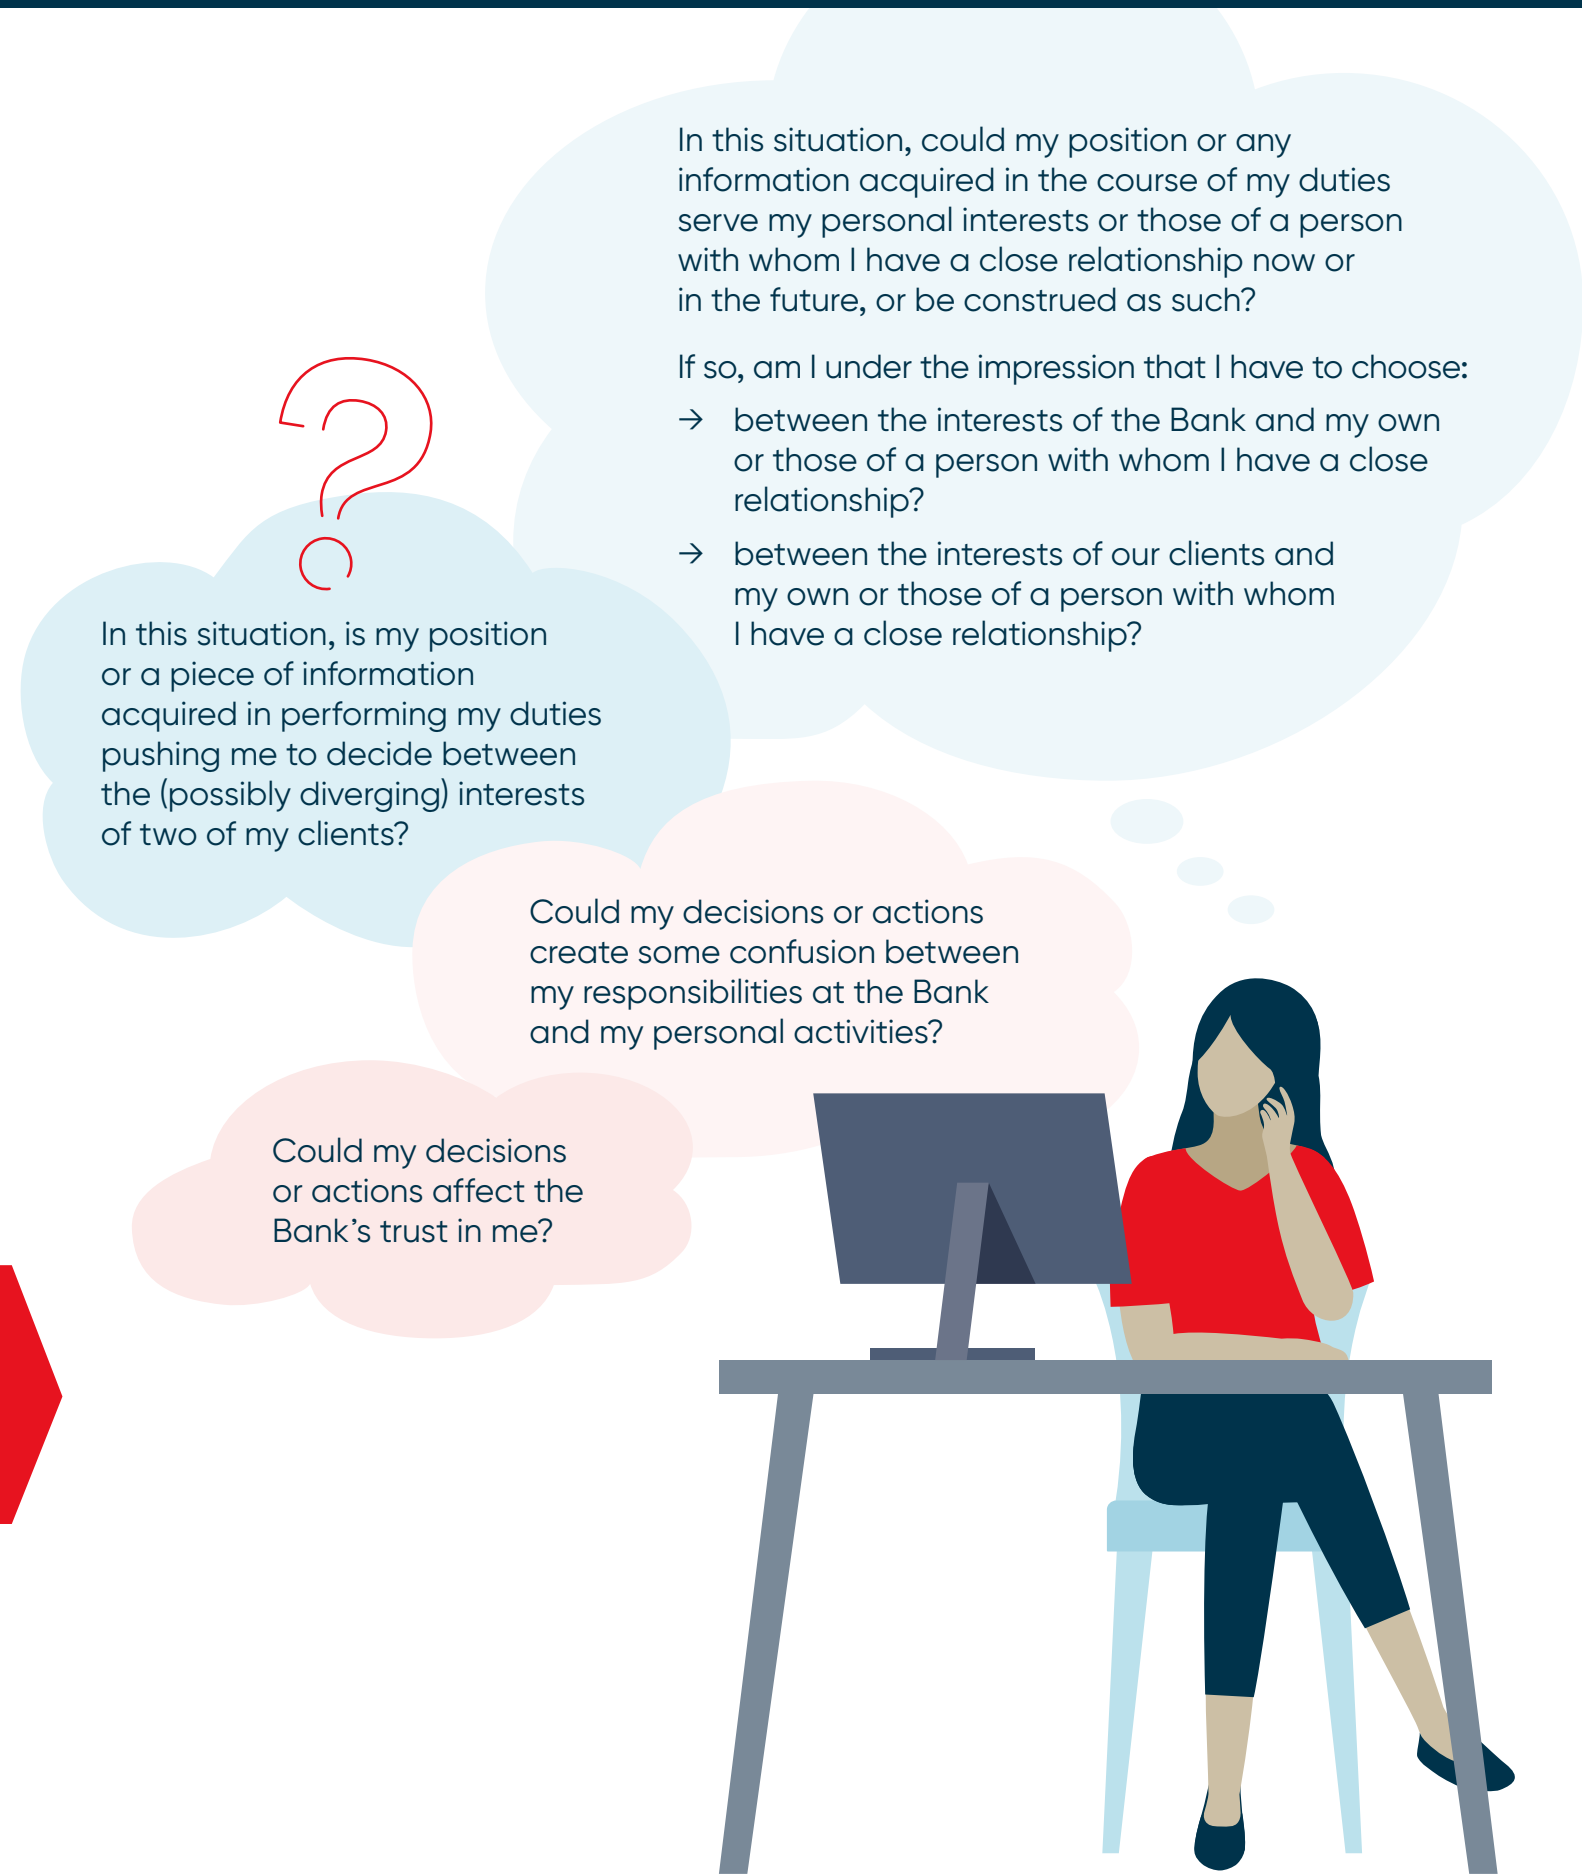 In this situation, could my position or any
information acquired in the course of my duties
serve my personal interests or those of a person
with whom I have a close relationship now or
in the future, or be construed as such?
If so, am I under the impression that I have to choose:
→ between the interests of the Bank and my own
or those of a person with whom I have a close
relationship?
→ between the interests of our clients and
my own or those of a person with whom
I have a close relationship?
?
In this situation, is my position
or a piece of information
acquired in performing my duties
pushing me to decide between
the (possibly diverging) interests
of two of my clients?
Could my decisions or actions
create some confusion between
my responsibilities at the Bank
and my personal activities?
Could my decisions
or actions affect the
Bank’s trust in me?